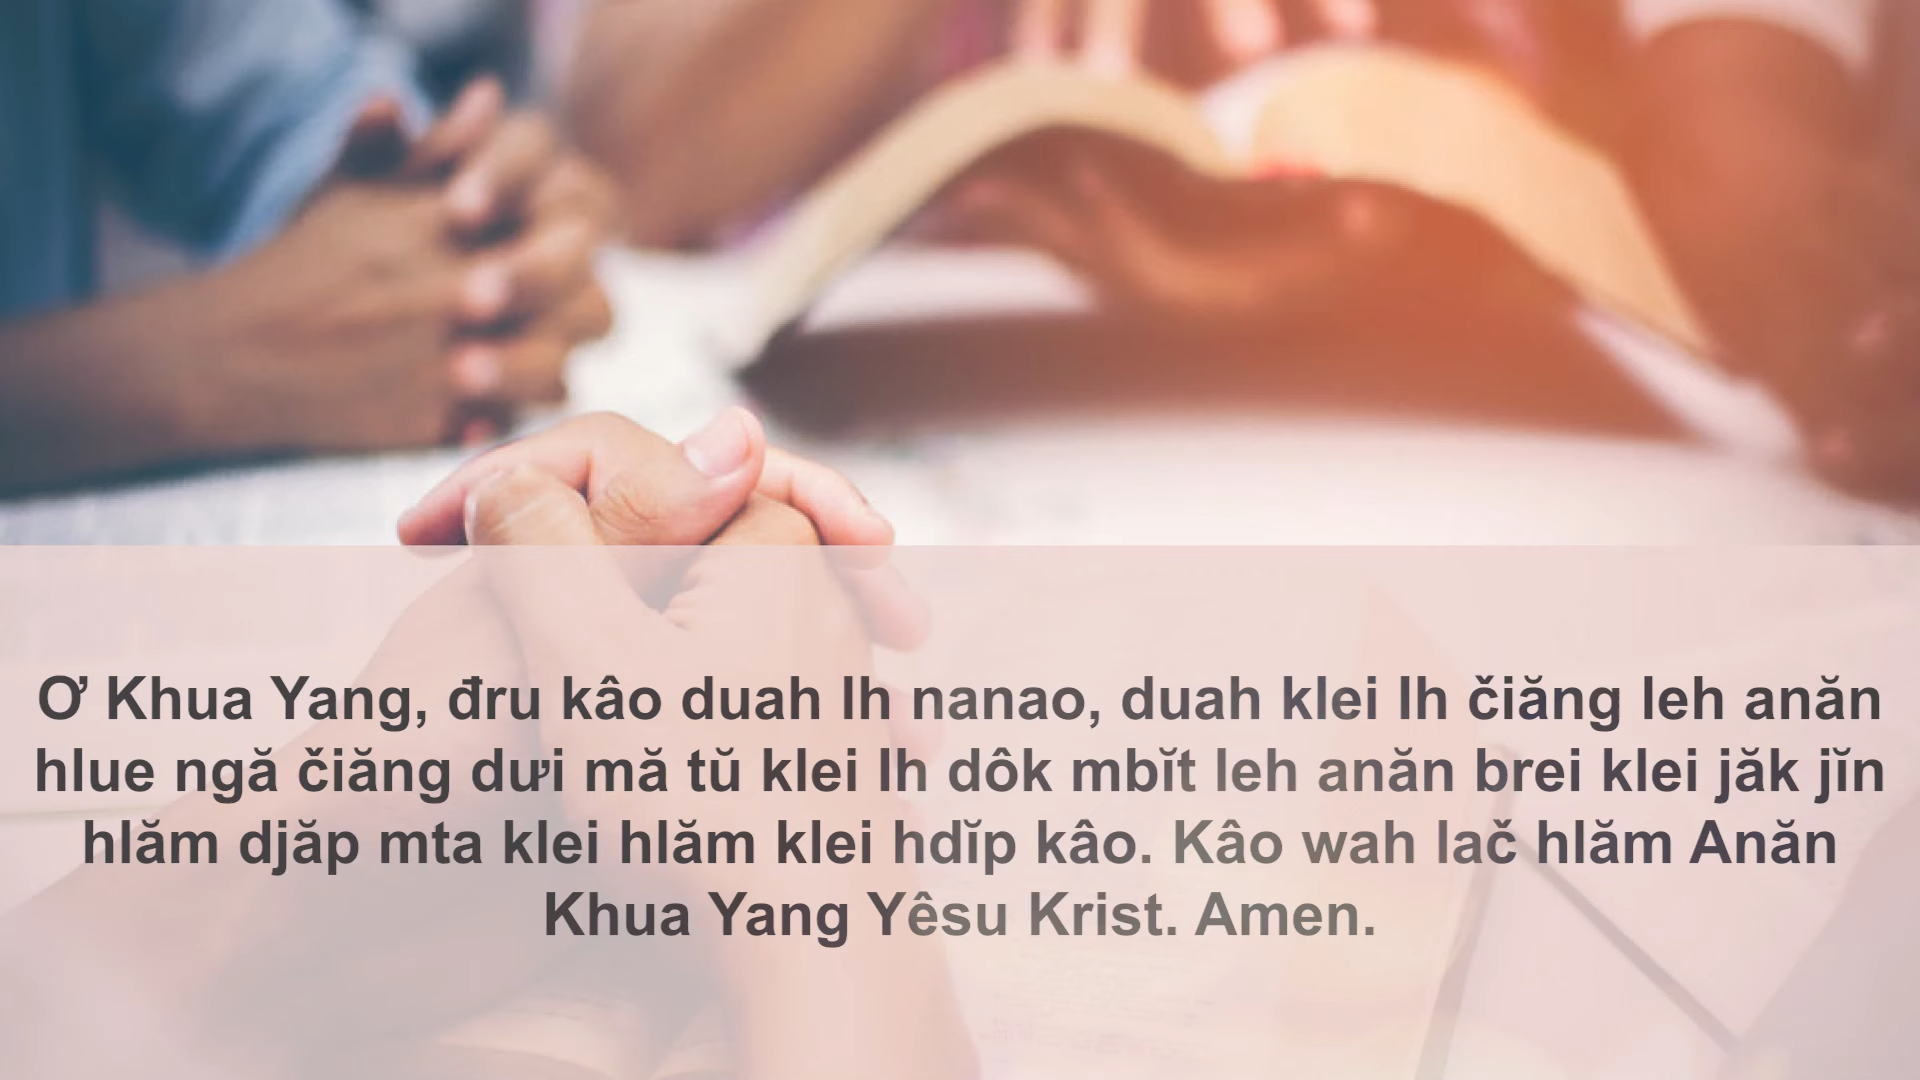 Ơ Khua Yang, đru kâo duah Ih nanao, duah klei Ih čiăng leh anăn
hlue ngă čiăng dưi mă tŭ klei Ih dôk mbĭt leh anăn brei klei jăk jĭn
hlăm djăp mta klei hlăm klei hdĭp kâo. Kâo wah lač hlăm Anăn
Khua Yang Yêsu Krist. Amen.